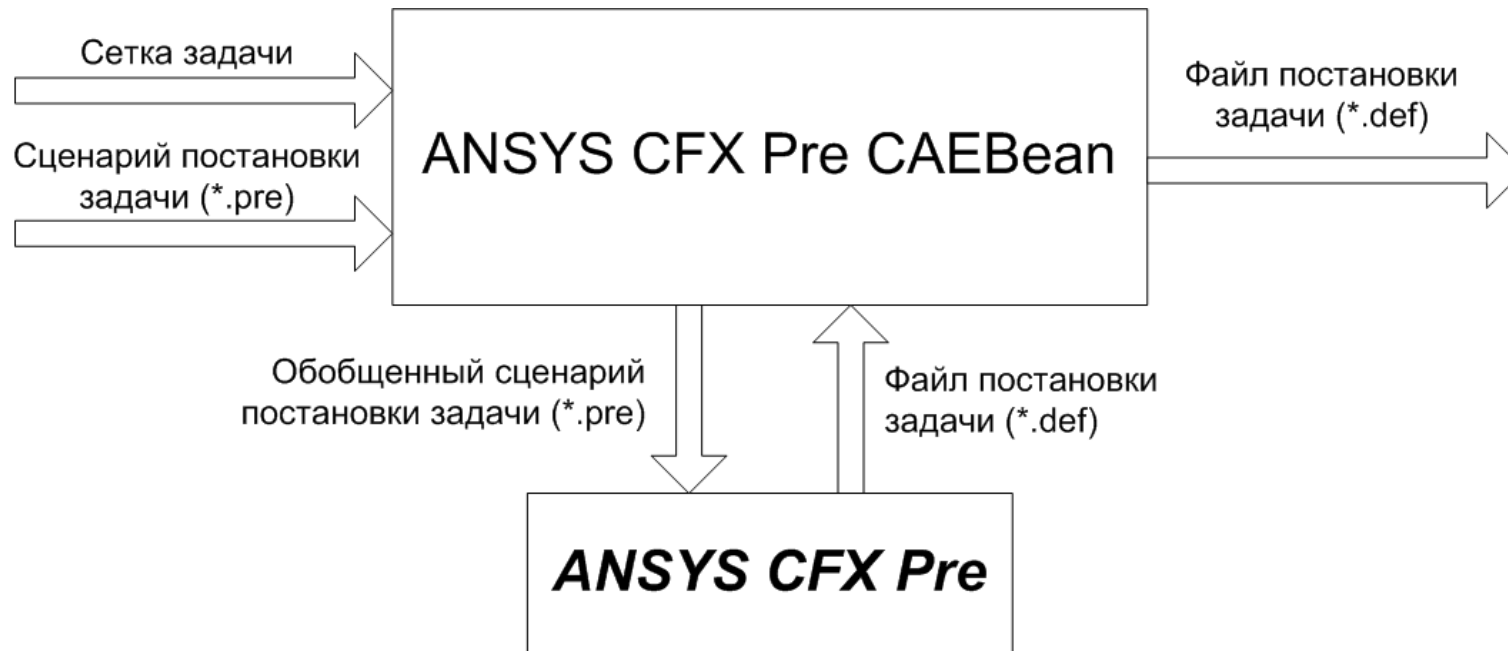 Сетка задачи
Сценарий постановки
задачи (*.pre)
ANSYS CFX Pre CAEBean
Файл постановки
задачи (*.def)
Обобщенный сценарий
постановки задачи (*.pre)
Файл постановки
задачи (*.def)
ANSYS CFX Pre